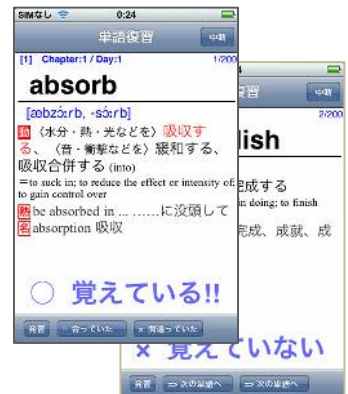 SIMなし 0:24
単語復習 中断
[1] Chapter:1 / Day:1 1/200
absorb
[æbzɔ́ːrb, -sɔ́ːrb]
動 〈水分・熱・光などを〉吸収す
る、〈音・衝撃などを〉緩和する、
吸収合併する (into)
＝to suck in; to reduce the effect or intensity of;
to gain control over
熟 be absorbed in ... ……に没頭して
名 absorption 吸収
○ 覚えている!!
発音 ○ 合っていた × 間違っていた
習 中断
2/200
lish
完成する
in doing; to finish
完成、成就、成
× 覚えていない
発音 ⇒ 次の単語へ ⇒ 次の単語へ